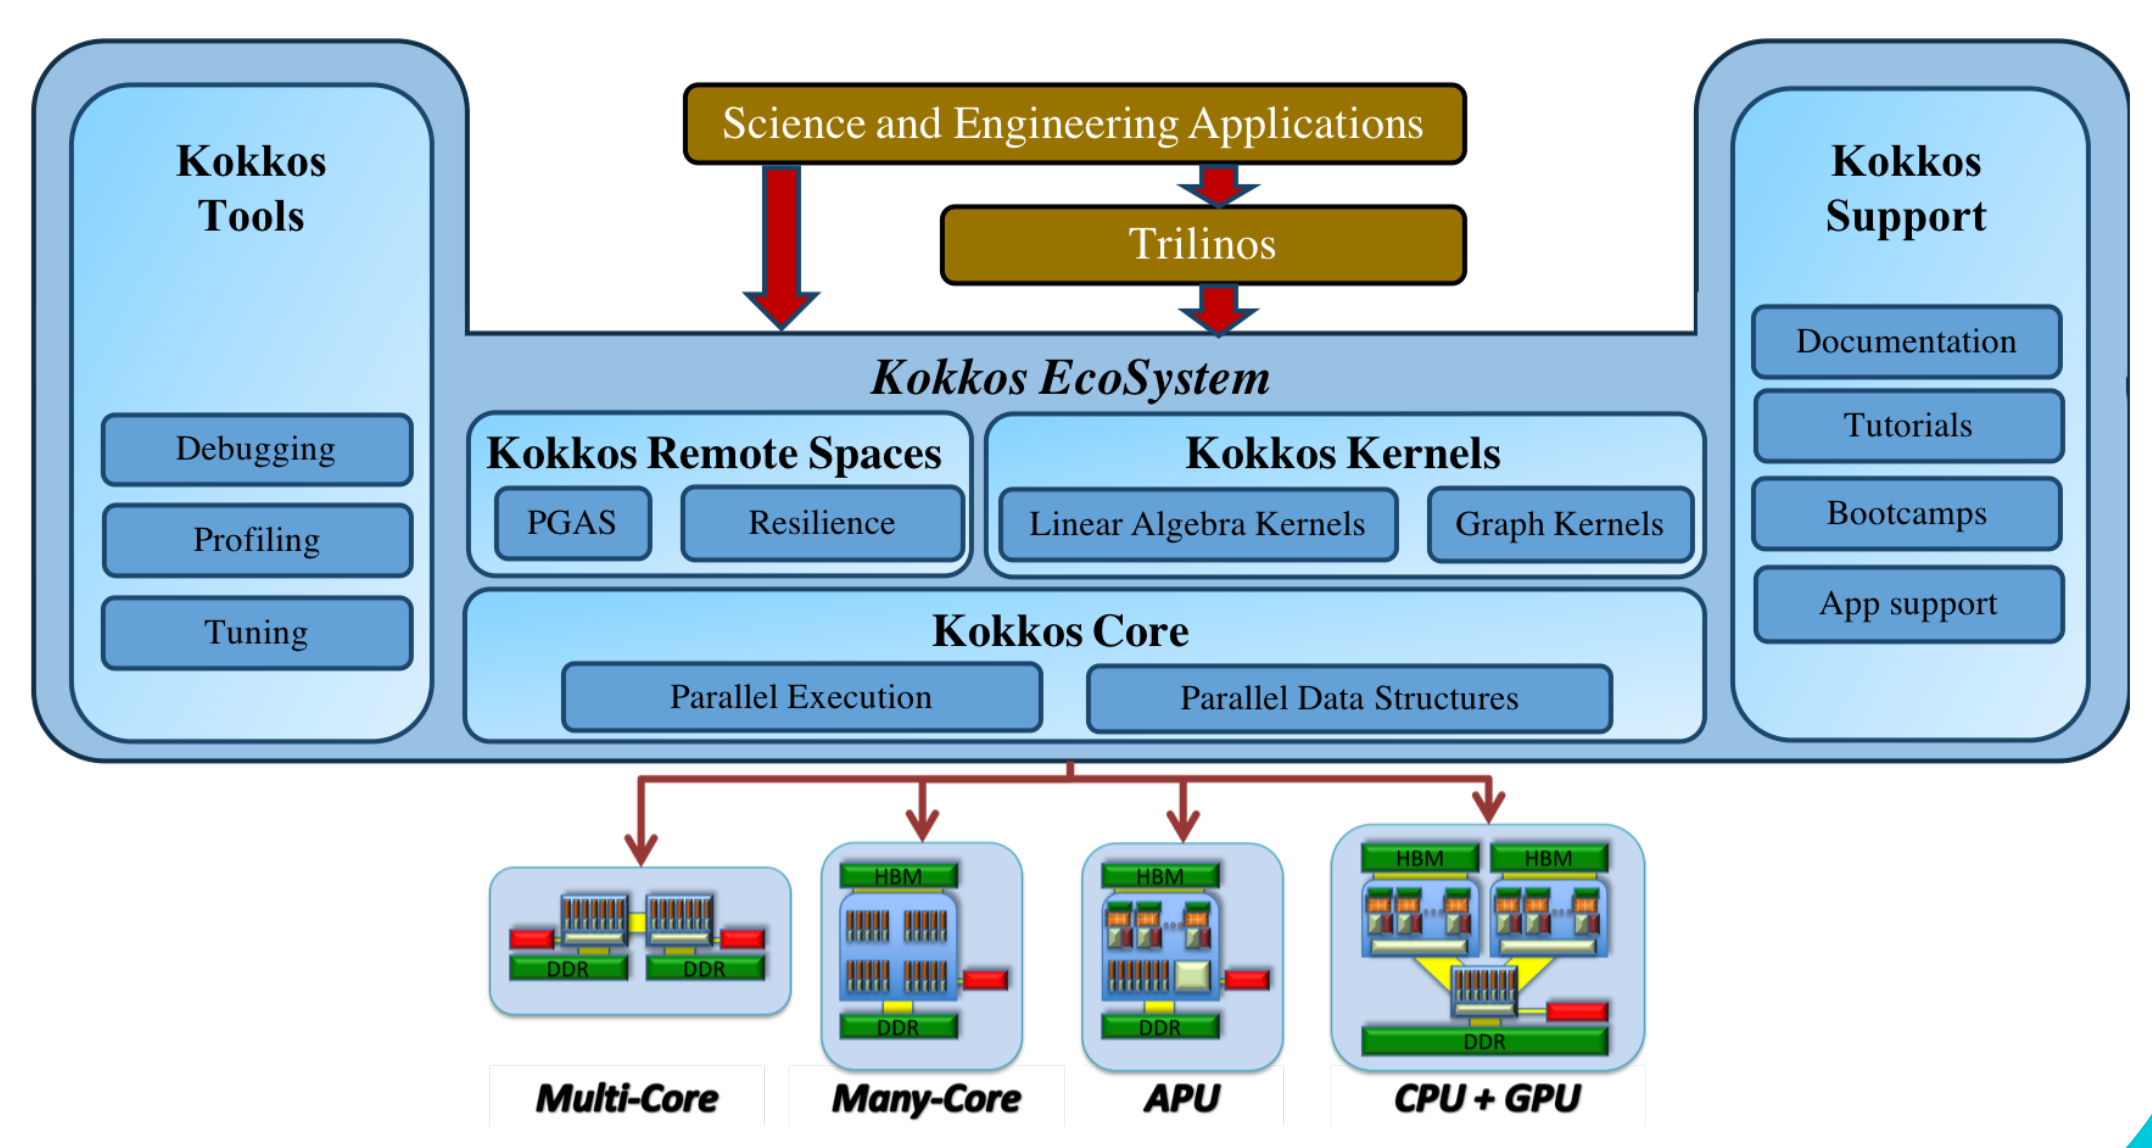 Kokkos
Tools
Debugging
Profiling
Tuning
Science and Engineering Applications
Trilinos
Kokkos EcoSystem
Kokkos Remote Spaces
PGAS
Resilience
Kokkos Kernels
Linear Algebra Kernels
Graph Kernels
Kokkos Core
Parallel Execution
Parallel Data Structures
Kokkos
Support
Documentation
Tutorials
Bootcamps
App support
DDR
DDR
Multi-Core
HBM
DDR
Many-Core
HBM
DDR
APU
HBM
HBM
DDR
CPU + GPU